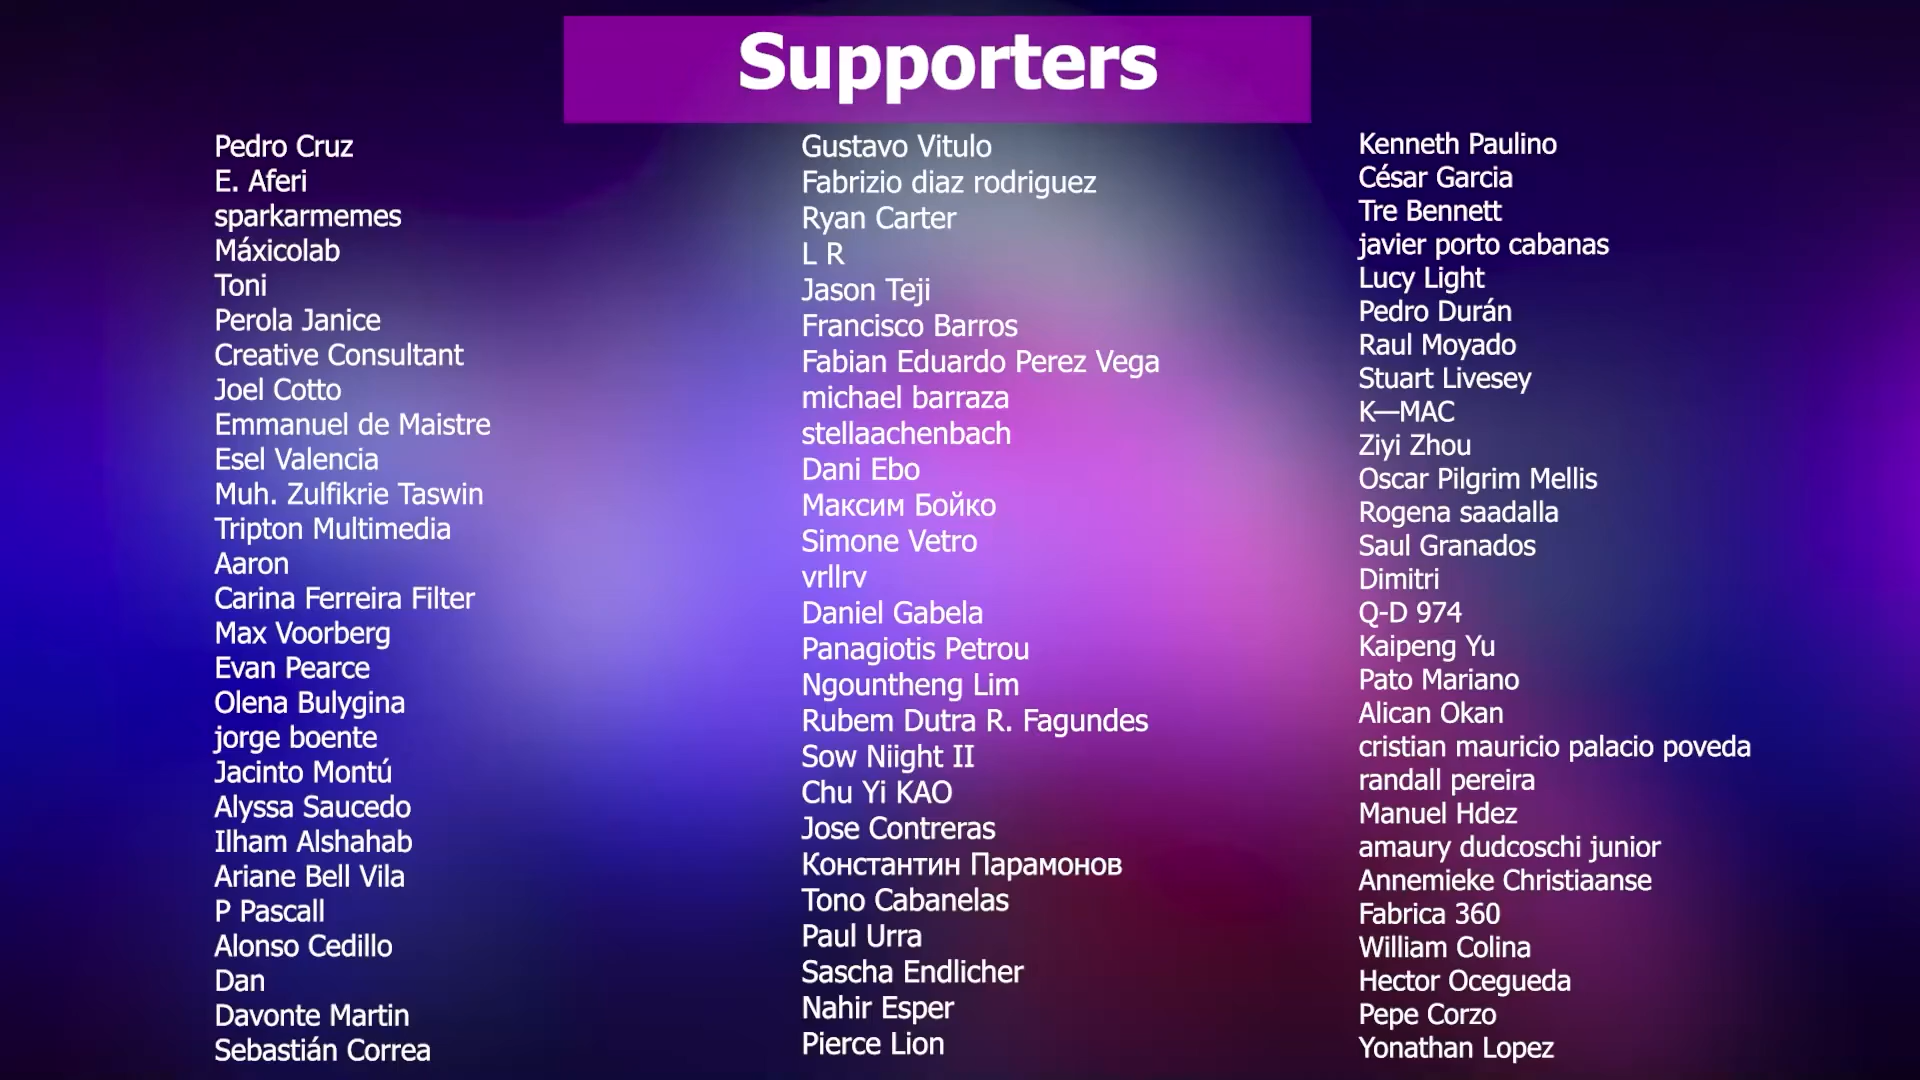 Supporters
Pedro Cruz
E. Aferi
sparkarmemes
Máxicolab
Toni
Perola Janice
Creative Consultant
Joel Cotto
Emmanuel de Maistre
Esel Valencia
Muh. Zulfikrie Taswin
Tripton Multimedia
Aaron
Carina Ferreira Filter
Max Voorberg
Evan Pearce
Olena Bulygina
jorge boente
Jacinto Montú
Alyssa Saucedo
Ilham Alshahab
Ariane Bell Vila
P Pascall
Alonso Cedillo
Dan
Davonte Martin
Sebastián Correa
Gustavo Vitulo
Fabrizio diaz rodriguez
Ryan Carter
L R
Jason Teji
Francisco Barros
Fabian Eduardo Perez Vega
michael barraza
stellaachenbach
Dani Ebo
Максим Бойко
Simone Vetro
vrllrv
Daniel Gabela
Panagiotis Petrou
Ngountheng Lim
Rubem Dutra R. Fagundes
Sow Niight II
Chu Yi KAO
Jose Contreras
Константин Парамонов
Tono Cabanelas
Paul Urra
Sascha Endlicher
Nahir Esper
Pierce Lion
Kenneth Paulino
César Garcia
Tre Bennett
javier porto cabanas
Lucy Light
Pedro Durán
Raul Moyado
Stuart Livesey
K—MAC
Ziyi Zhou
Oscar Pilgrim Mellis
Rogena saadalla
Saul Granados
Dimitri
Q-D 974
Kaipeng Yu
Pato Mariano
Alican Okan
cristian mauricio palacio poveda
randall pereira
Manuel Hdez
amaury dudcoschi junior
Annemieke Christiaanse
Fabrica 360
William Colina
Hector Ocegueda
Pepe Corzo
Yonathan Lopez